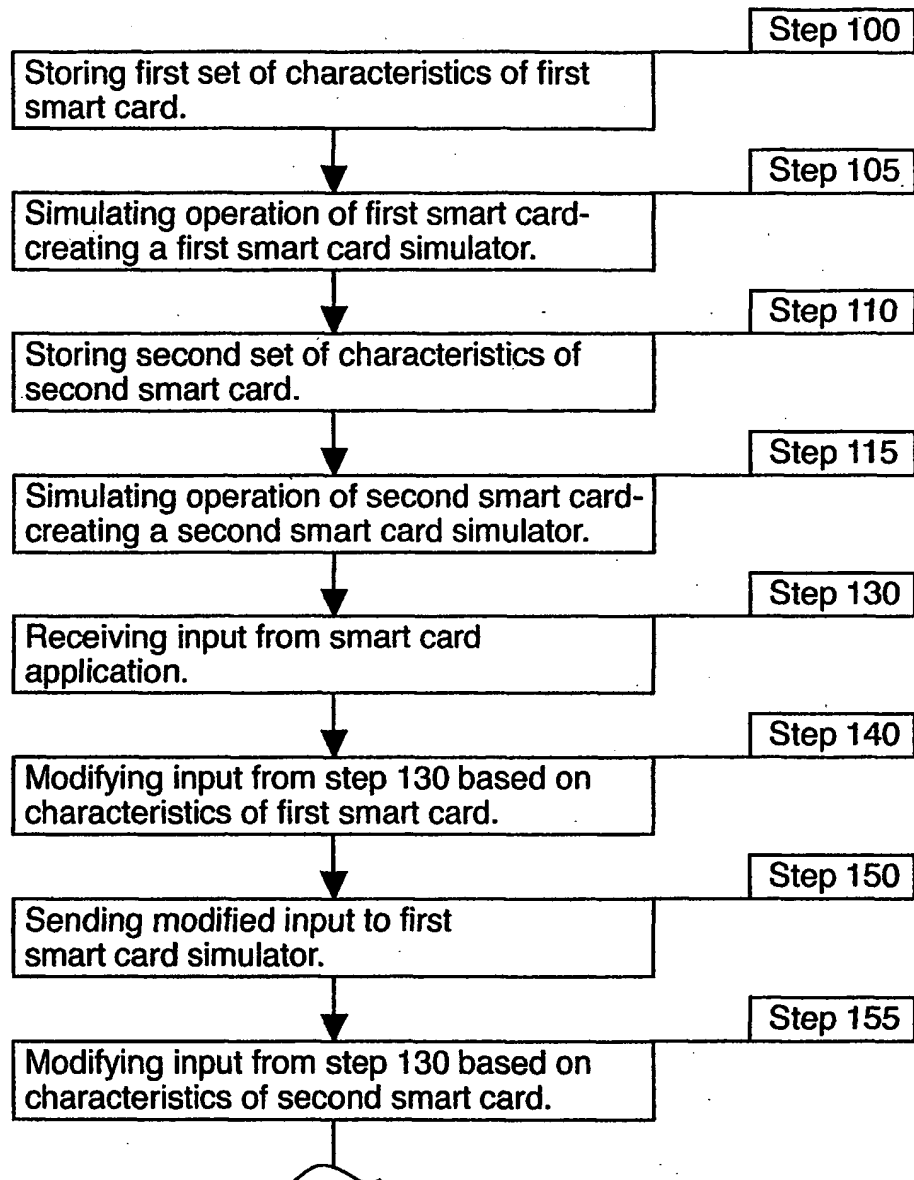 Step 100
Storing first set of characteristics of first
smart card.
Step 105
Simulating operation of first smart card-
creating a first smart card simulator.
Step 110
Storing second set of characteristics of
second smart card.
Step 115
Simulating operation of second smart card-
creating a second smart card simulator.
Step 130
Receiving input from smart card
application.
Step 140
Modifying input from step 130 based on
characteristics of first smart card.
Step 150
Sending modified input to first
smart card simulator.
Step 155
Modifying input from step 130 based on
characteristics of second smart card.